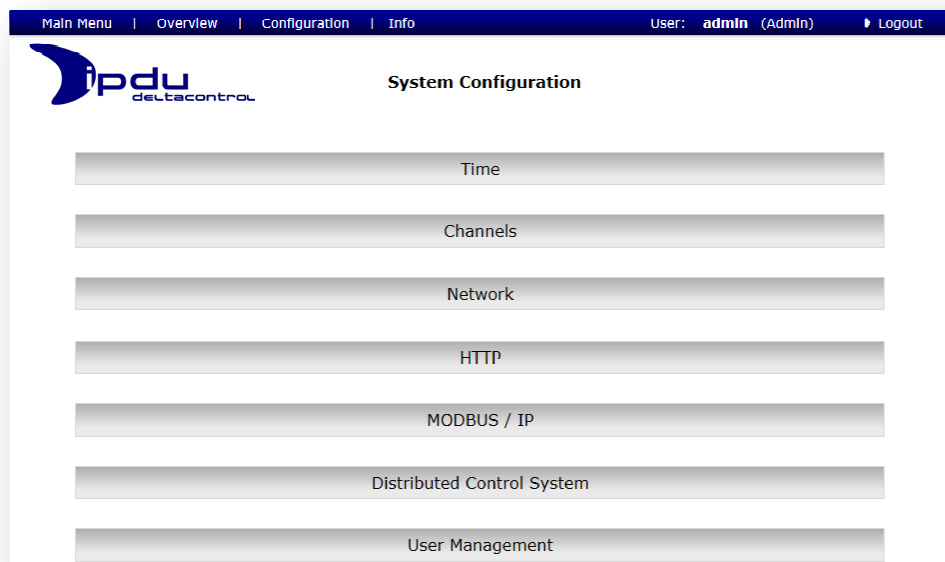 Main Menu | Overview | Configuration | Info User: admin (Admin) Logout
ipdu
deltacontrol
System Configuration
Time
Channels
Network
HTTP
MODBUS / IP
Distributed Control System
User Management